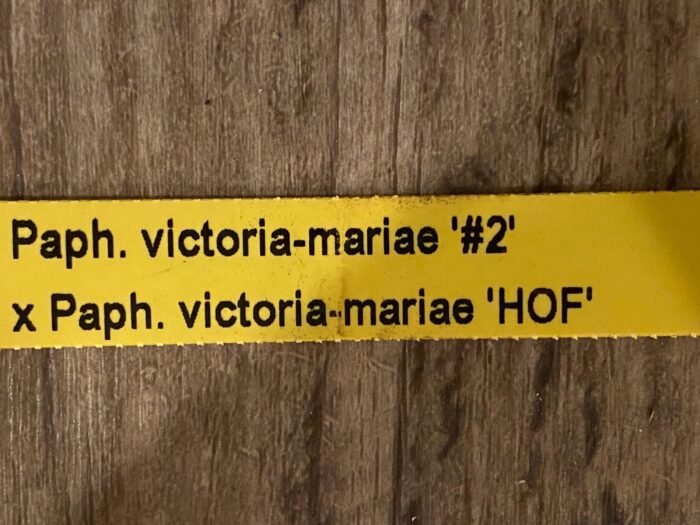 Paph. victoria-mariae '#2'
x Paph. victoria-mariae 'HOF'